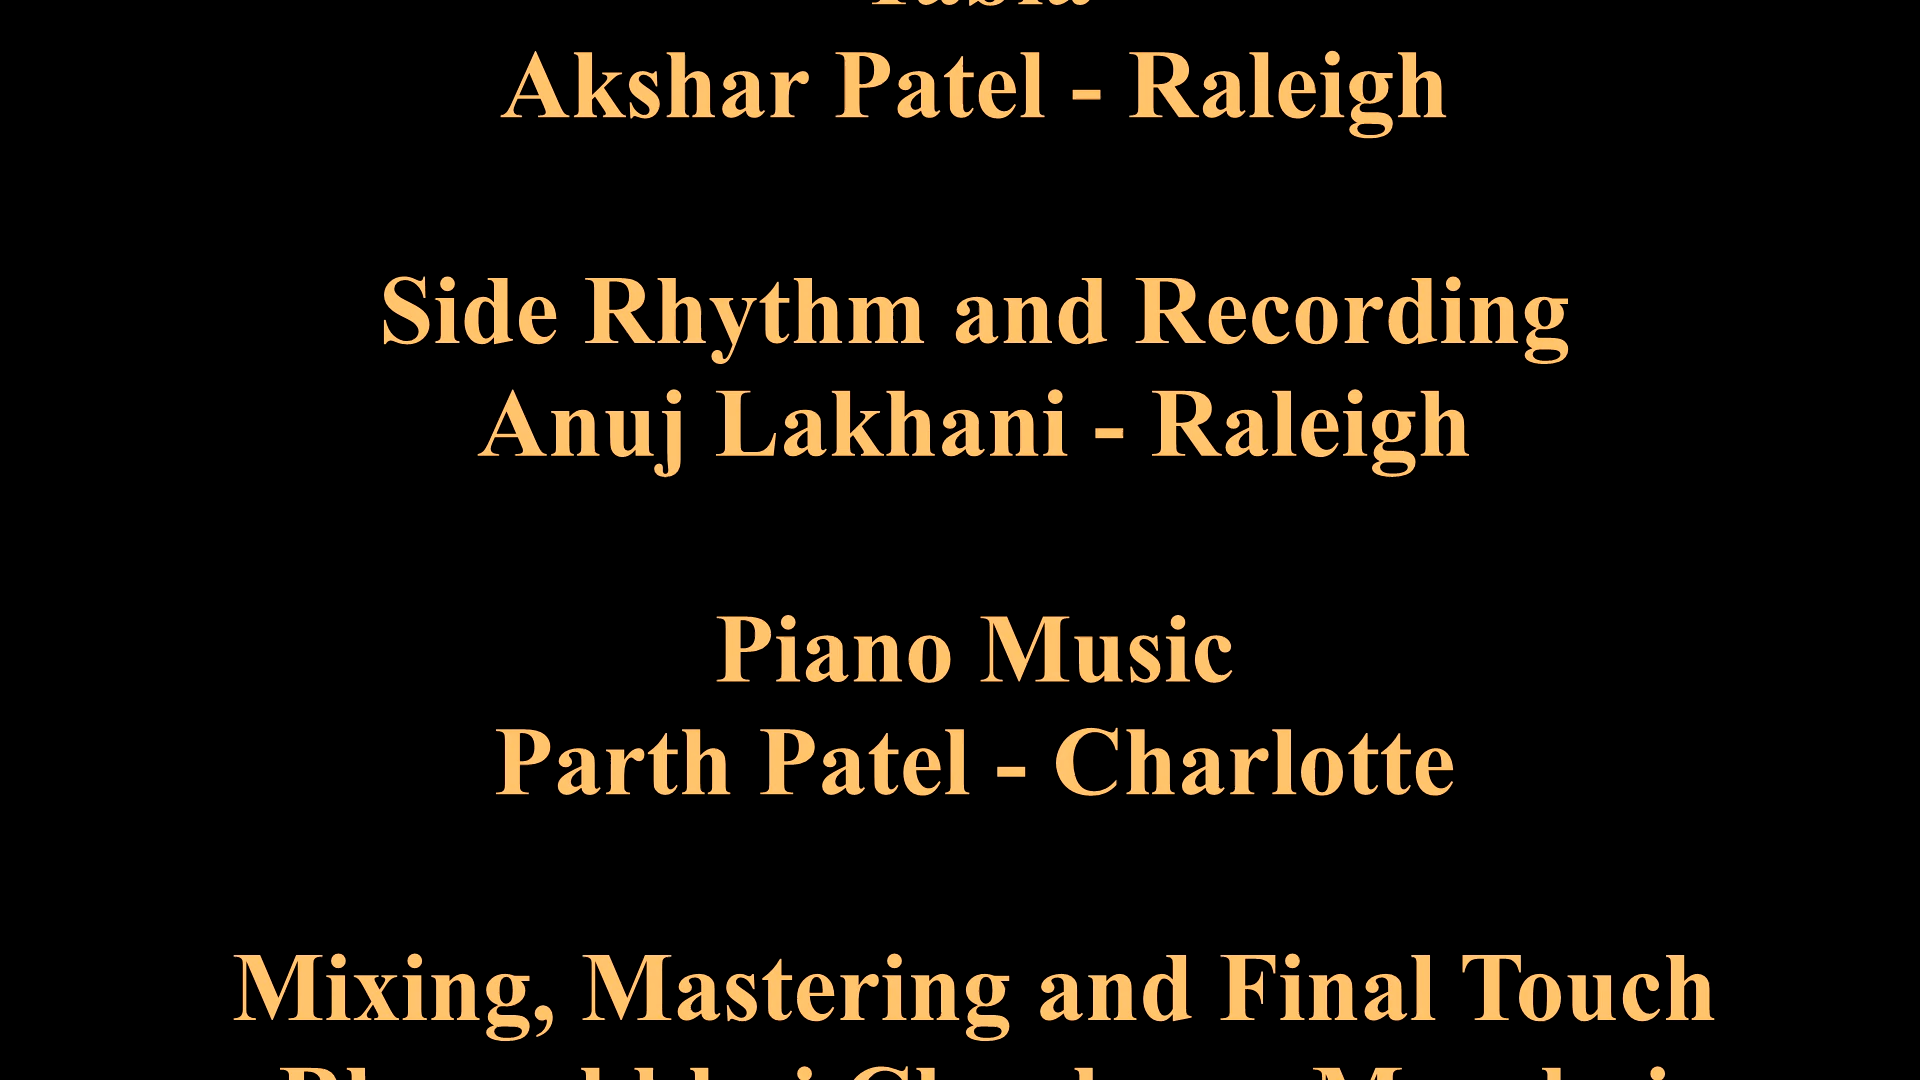 Akshar Patel - Raleigh
Side Rhythm and Recording
Anuj Lakhani - Raleigh
Piano Music
Parth Patel - Charlotte
Mixing, Mastering and Final Touch